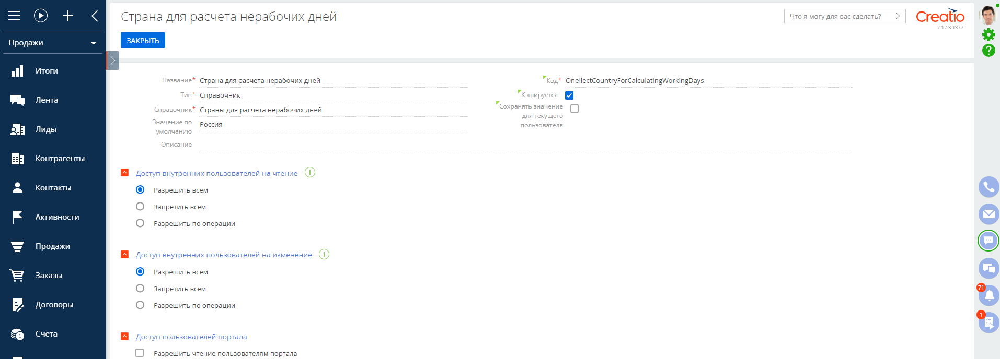 Страна для расчета нерабочих дней
Что я могу для вас сделать?
Creatio
7.17.3.1377
ЗАКРЫТЬ
Продажи
Итоги
Лента
Лиды
Контрагенты
Контакты
Активности
Продажи
Заказы
Договоры
1
Счета
Название* Страна для расчета нерабочих дней
Тип* Справочник
Справочник* Страны для расчета нерабочих дней
Значение по
умолчанию
Россия
Описание
Код* OnellectCountryForCalculatingWorkingDays
Кэшируется
Сохранять значение
для текущего
пользователя
Доступ внутренних пользователей на чтение i
Разрешить всем
Запретить всем
Разрешить по операции
Доступ внутренних пользователей на изменение i
Разрешить всем
Запретить всем
Разрешить по операции
Доступ пользователей портала
Разрешить чтение пользователям портала
?
71
1